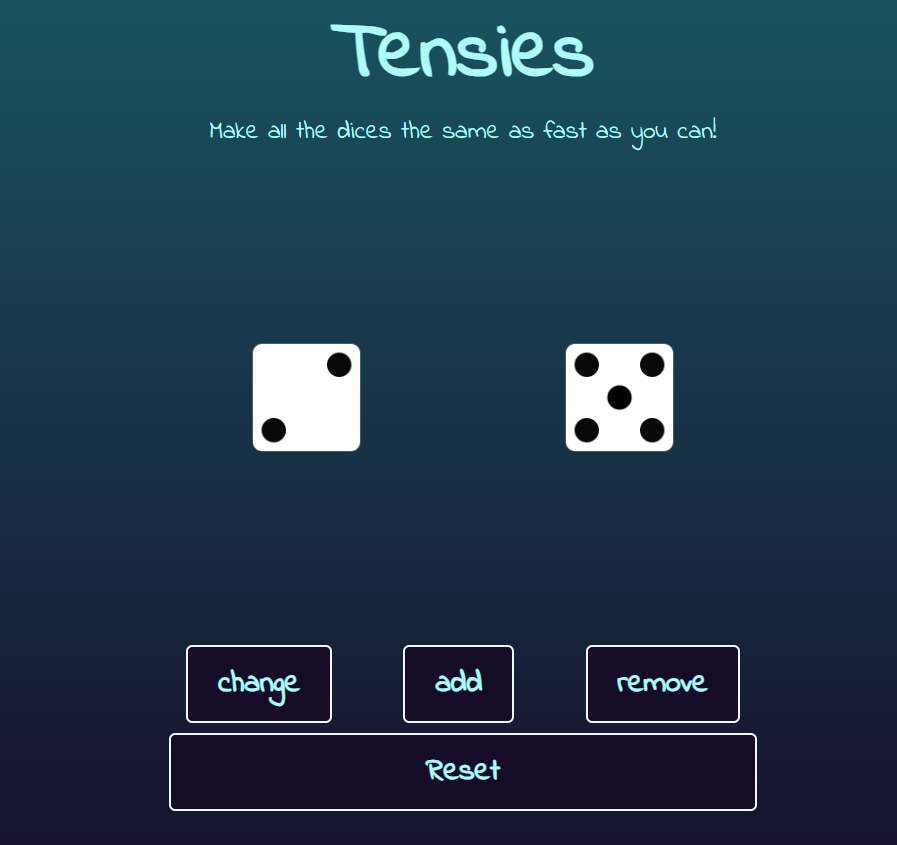 Tensies
Make all the dices the same as fast as you can!
change add remove
Reset